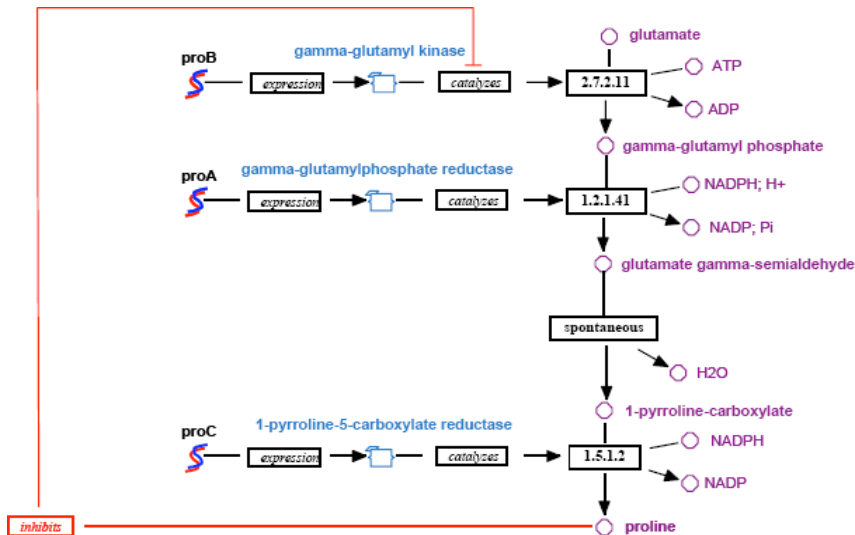 glutamate
gamma-glutamyl kinase
proB
ATP
expression
catalyzes
2.7.2.11
ADP
gamma-glutamyl phosphate
gamma-glutamylphosphate reductase
proA
NADPH; H+
expression
catalyzes
1.2.1.41
NADP; Pi
glutamate gamma-semialdehyde
spontaneous
H2O
1-pyrroline-carboxylate
1-pyrroline-5-carboxylate reductase
proC
NADPH
expression
catalyzes
1.5.1.2
NADP
inhibits
proline